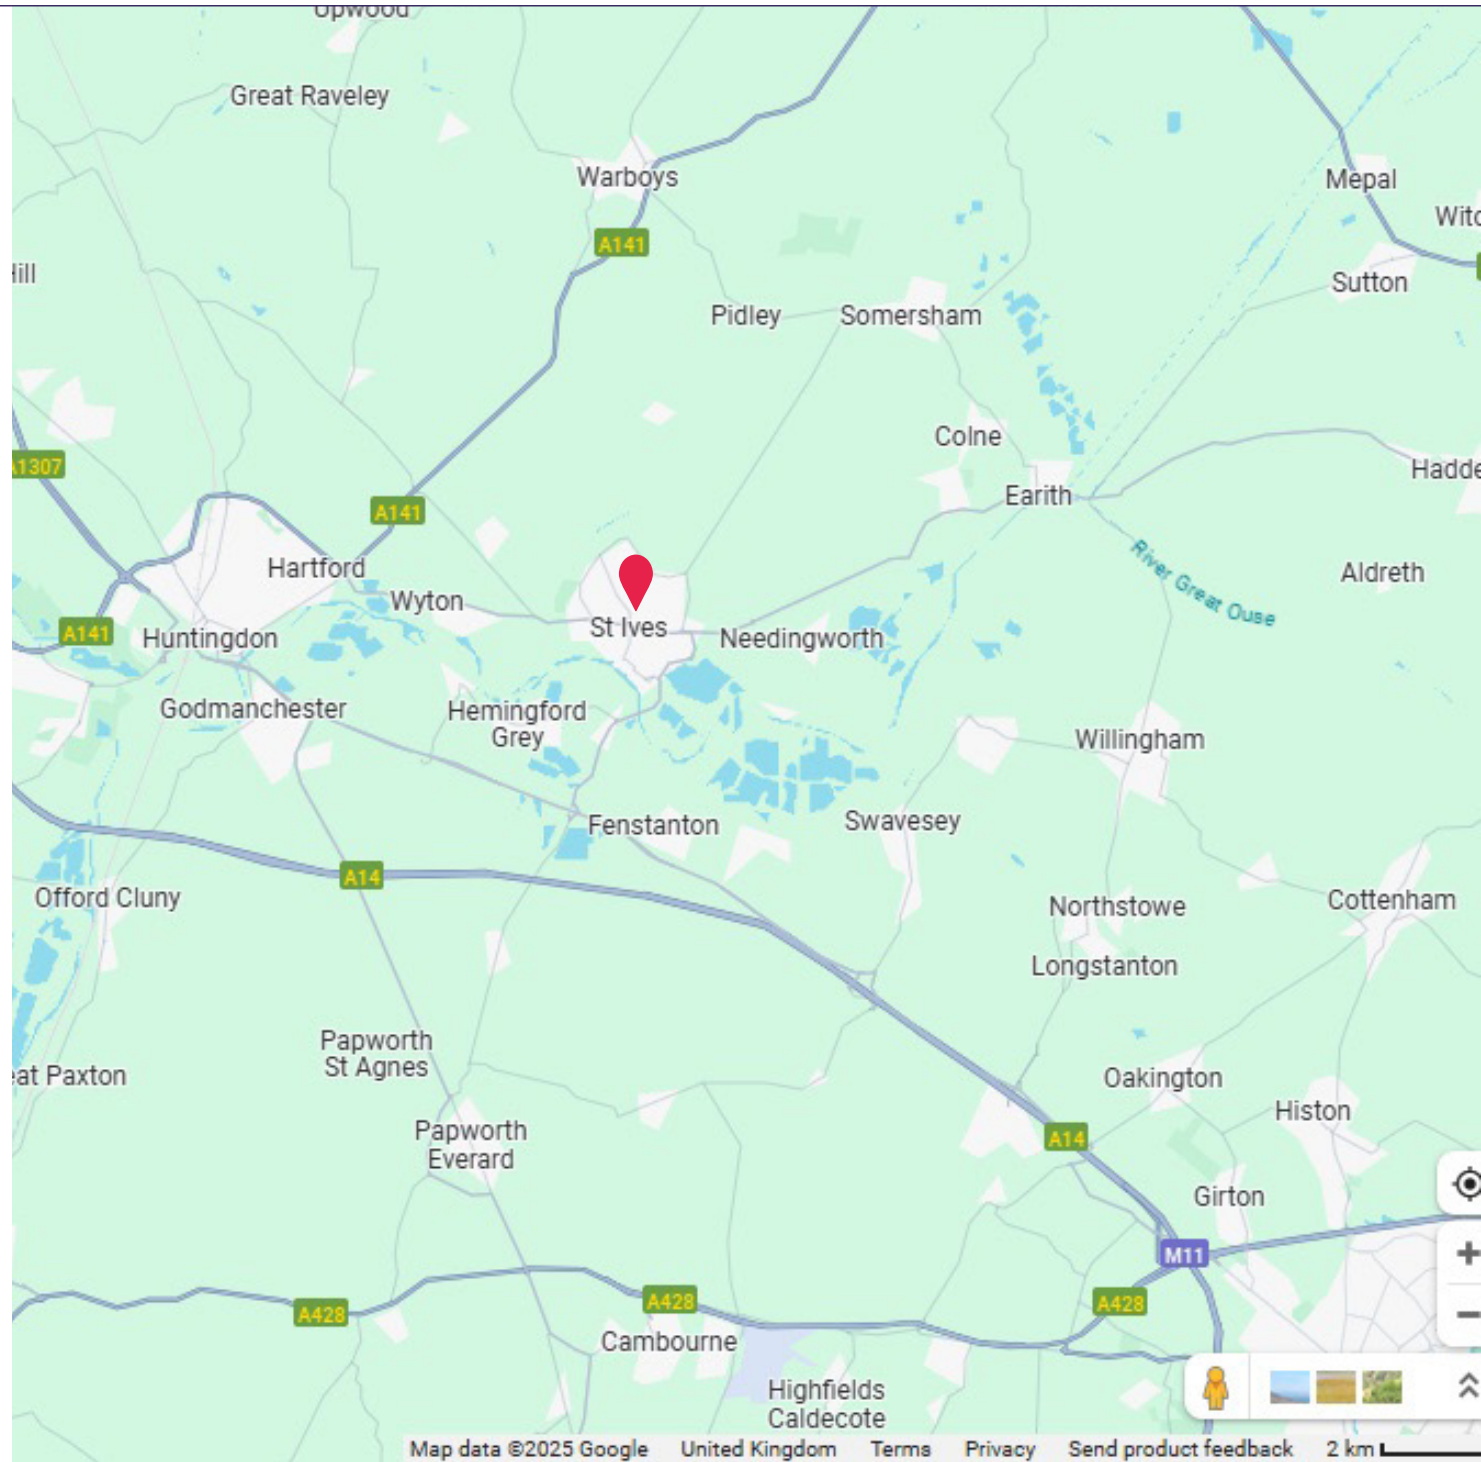 Upwood
Great Raveley
Warboys
Mepal
Witc
A141
Hill
Sutton
Pidley
Somersham
Colne
A1307
Hadde
Earith
A141
River Great Ouse
Hartford
Aldreth
Wyton
A141
Huntingdon
St Ives
Needingworth
Godmanchester
Hemingford
Grey
Willingham
Fenstanton
Swavesey
A14
Offord Cluny
Northstowe
Cottenham
Longstanton
Papworth
St Agnes
eat Paxton
Oakington
Histon
Papworth
Everard
A14
Girton
M11
A428
A428
A428
Cambourne
Highfields
Caldecote
Map data ©2025 Google United Kingdom Terms Privacy Send product feedback 2 km